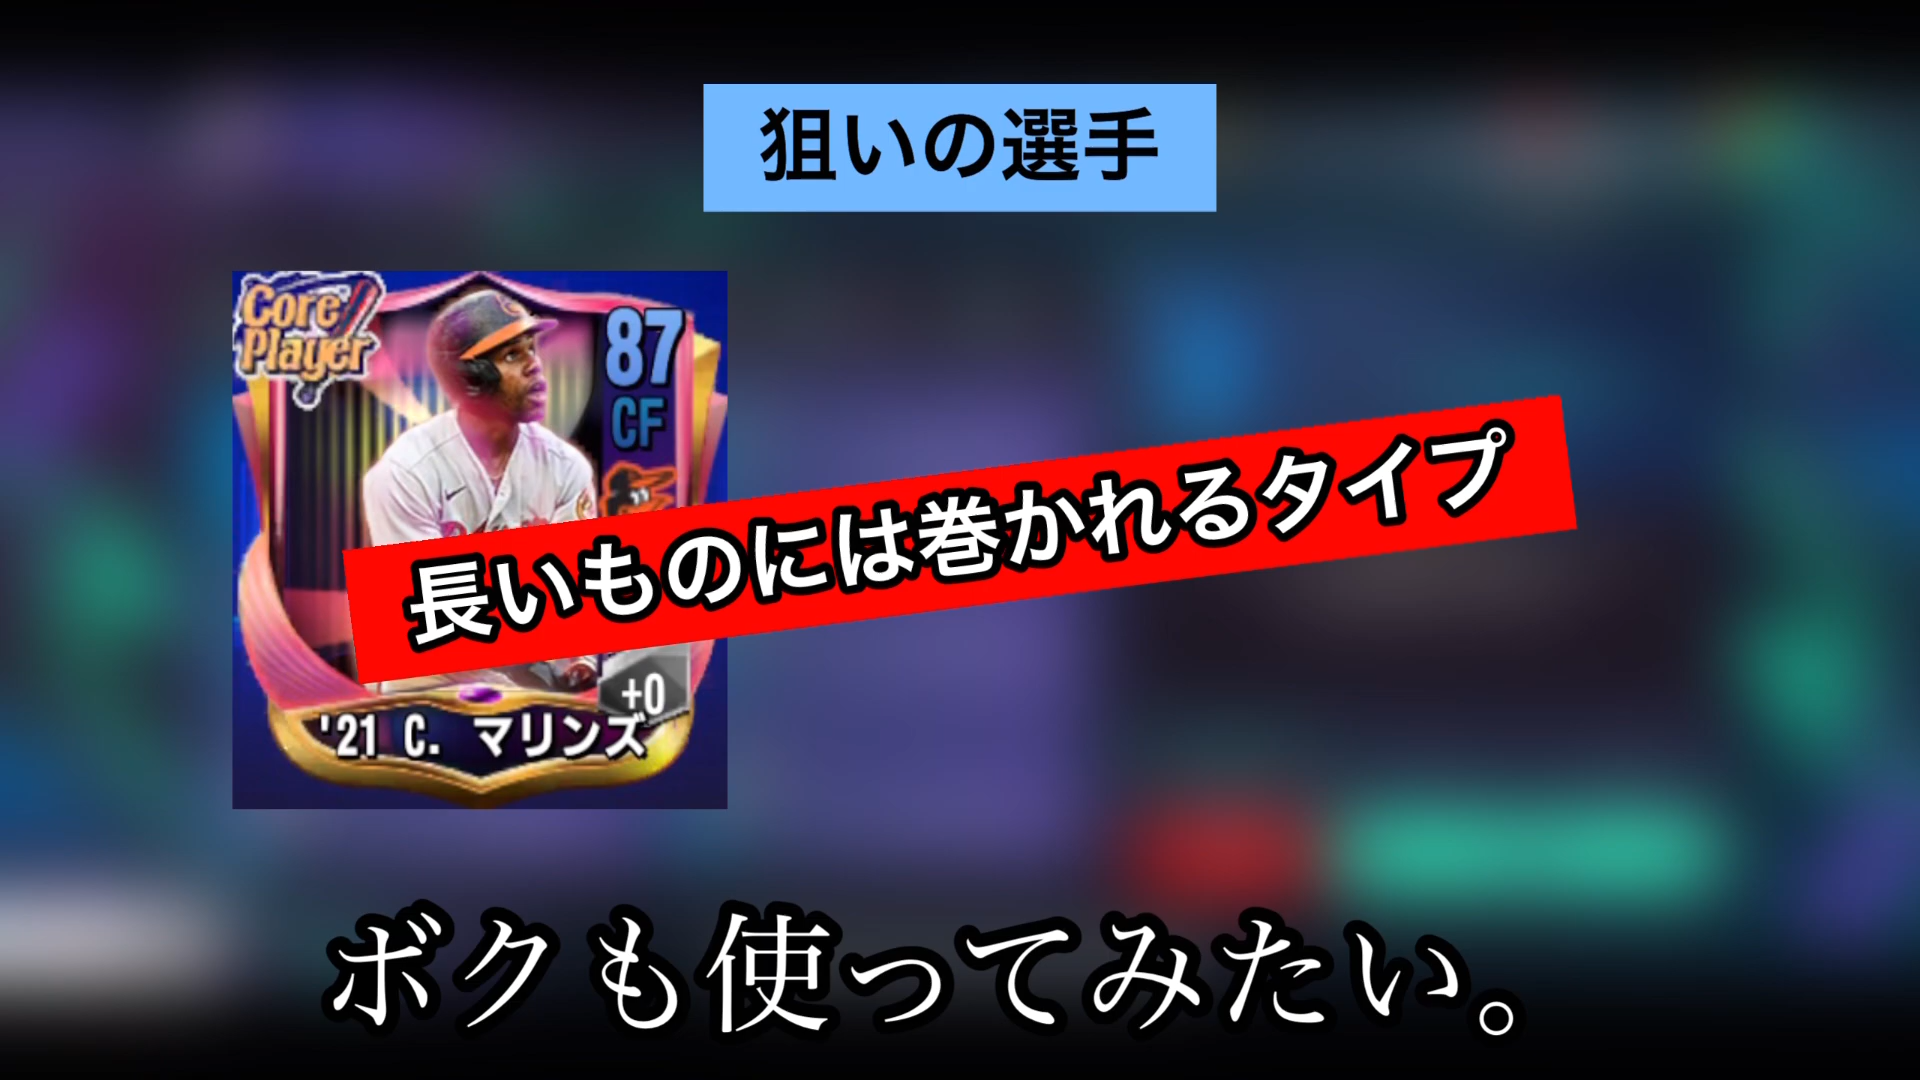 狙いの選手
Core
Player
87
CF
長いものには巻かれるタイプ
+0
'21 C. マリンズ
ボクも使ってみたい。